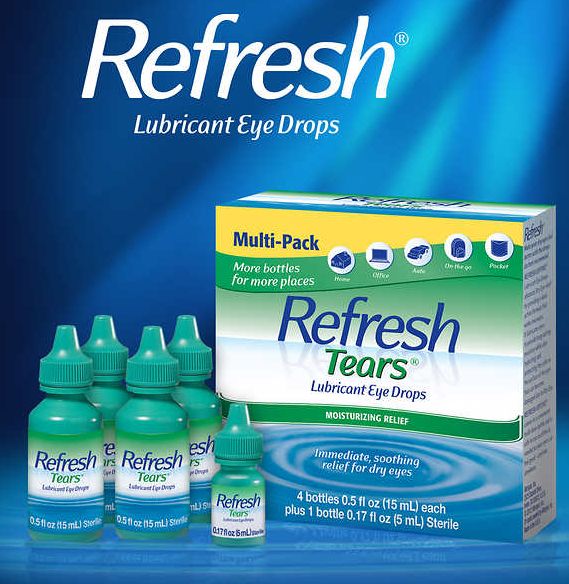 Refresh®
Lubricant Eye Drops
Multi-Pack
More bottles
for more places
Home
Office
Auto
On the go
Pocket
Refresh
Tears®
Lubricant Eye Drops
MOISTURIZING RELIEF
Immediate, soothing
relief for dry eyes
4 bottles 0.5 fl oz (15 mL) each
plus 1 bottle 0.17 fl oz (5 mL) Sterile
Refresh
Refresh
Tears
Lubricant Eye Drops
0.5 fl oz (15 mL) Sterile
Refresh
Tears
Lubricant Eye Drops
0.5 fl oz (15 mL) Sterile
Refresh
Tears
Lubricant Eye Drops
0.17 fl oz (5 mL) Sterile